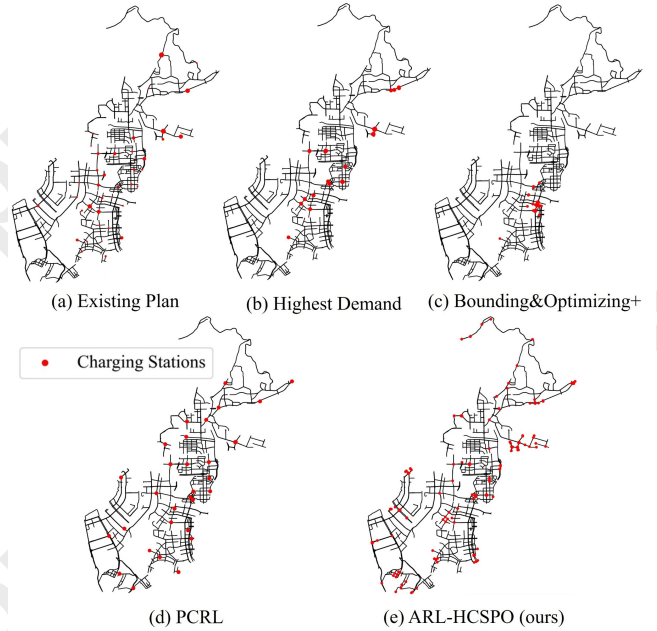 (a) Existing Plan
(b) Highest Demand
(c) Bounding&Optimizing+
Charging Stations
(d) PCRL
(e) ARL-HCSPO (ours)